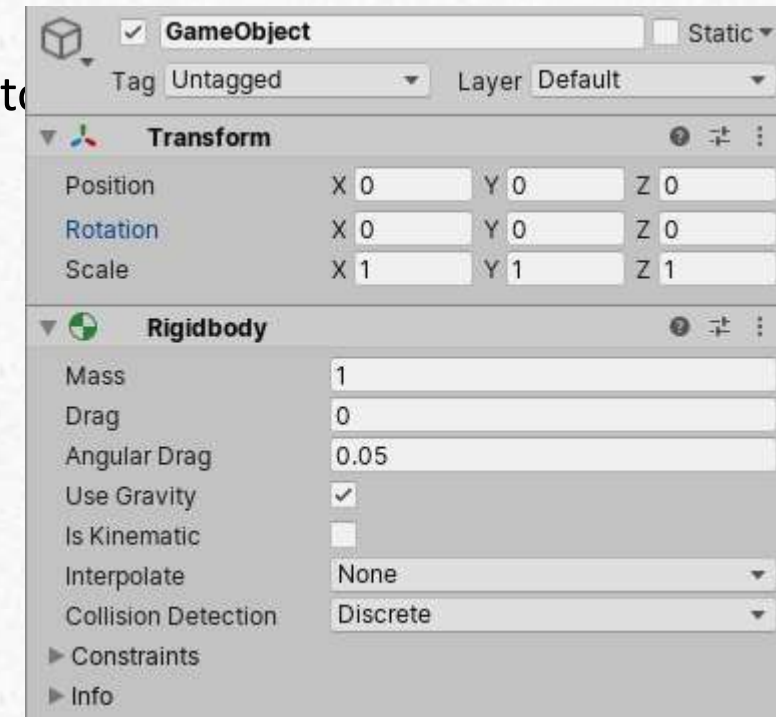 GameObject Static
to
Tag Untagged Layer Default
Transform
Position X 0 Y 0 Z 0
Rotation X 0 Y 0 Z 0
Scale X 1 Y 1 Z 1
Rigidbody
Mass 1
Drag 0
Angular Drag 0.05
Use Gravity
Is Kinematic
Interpolate None
Collision Detection Discrete
Constraints
Info